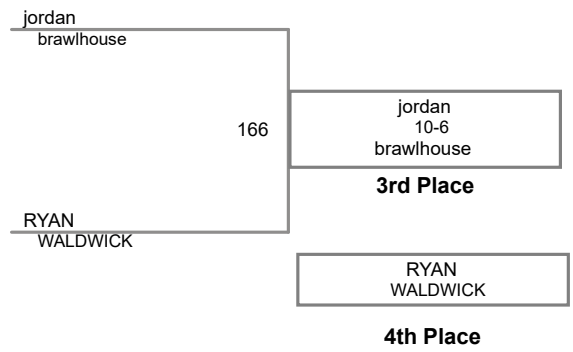 jordan
brawlhouse
166
jordan
10-6
brawlhouse
3rd Place
RYAN
WALDWICK
RYAN
WALDWICK
4th Place